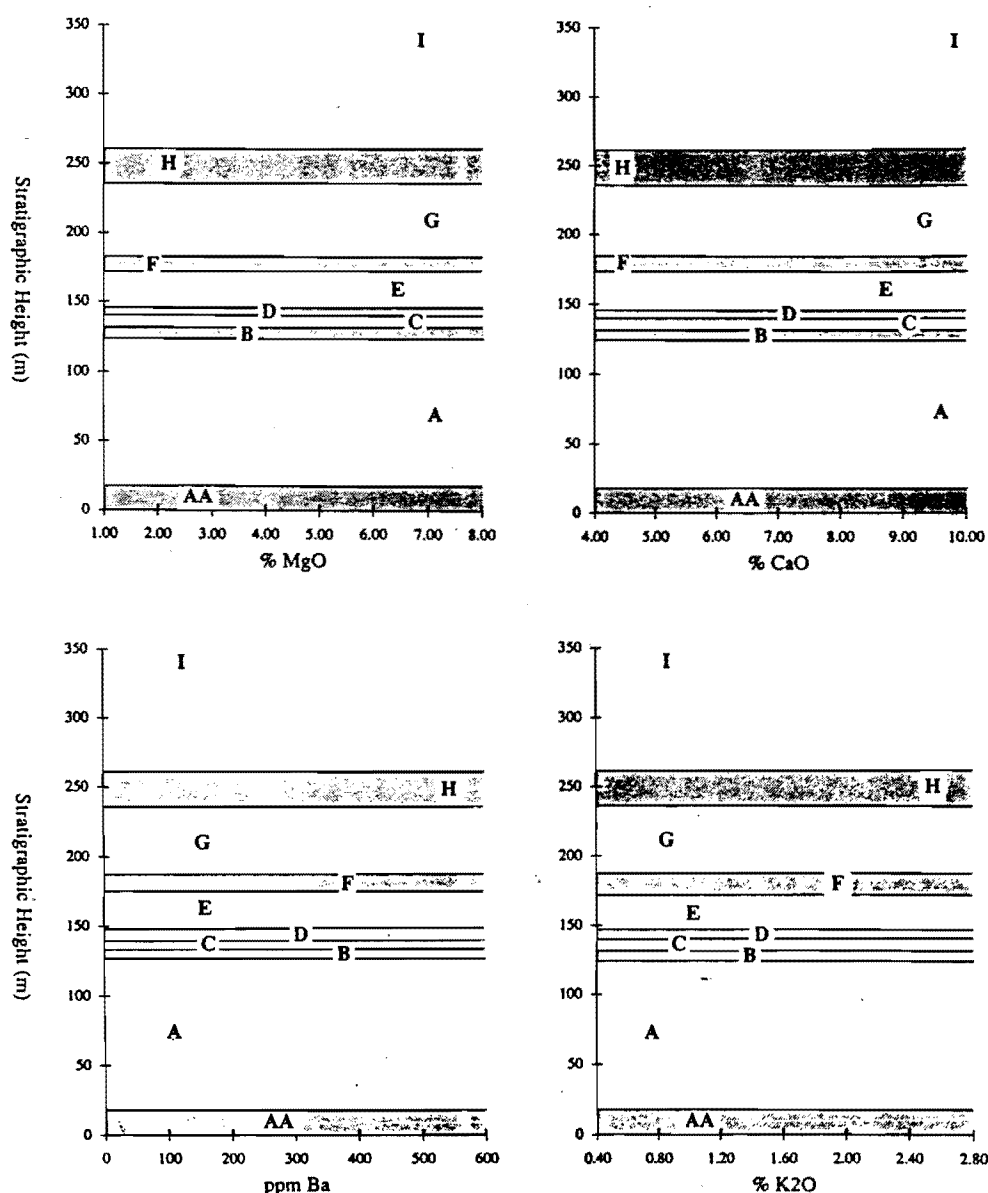 350
I
300
250
H
200
G
F
150
E
D
C
B
100
A
50
AA
0
1.00 2.00 3.00 4.00 5.00 6.00 7.00 8.00
% MgO
Stratigraphic Height (m)
350
I
300
250
H
200
G
F
150
E
D
C
B
100
A
50
AA
0
4.00 5.00 6.00 7.00 8.00 9.00 10.00
% CaO
350
I
300
250
H
200
G
F
150
E
D
C
B
100
A
50
AA
0
0 100 200 300 400 500 600
ppm Ba
Stratigraphic Height (m)
350
I
300
250
H
200
G
F
150
E
D
C
B
100
A
50
AA
0
0.40 0.80 1.20 1.60 2.00 2.40 2.80
% K2O